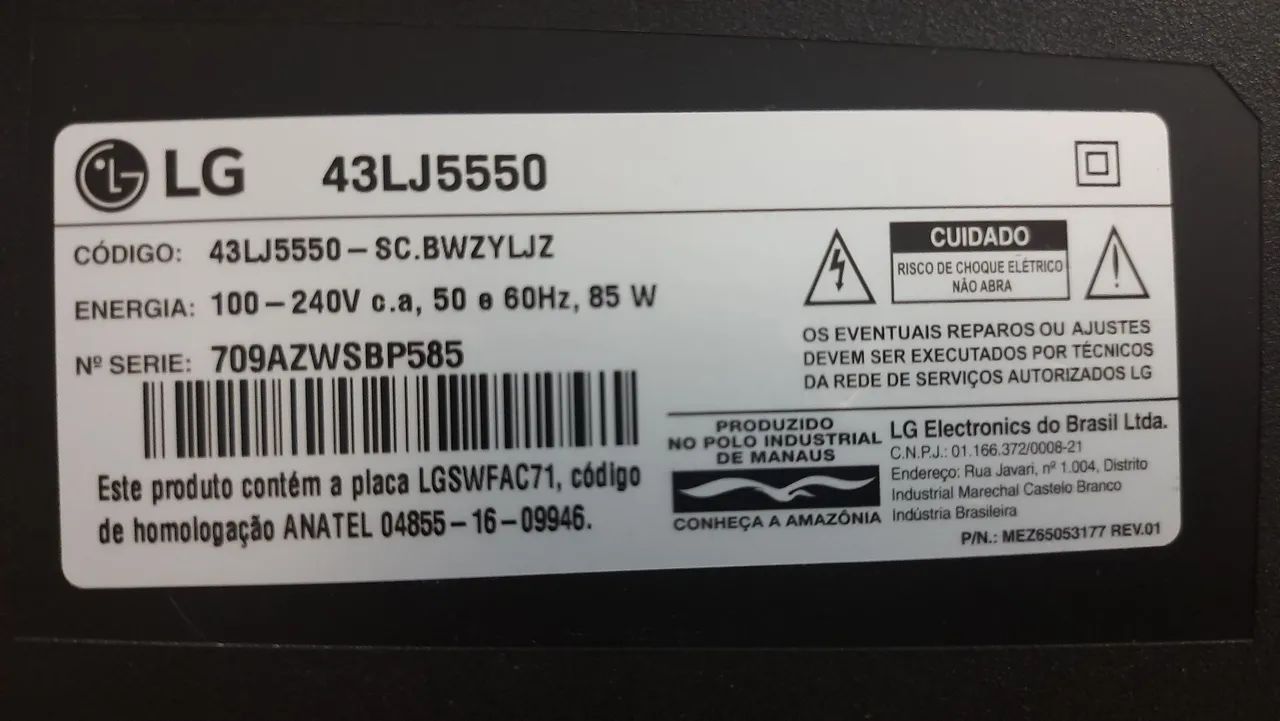 LG 43LJ5550
CÓDIGO: 43LJ5550-SC.BWZYLJZ
ENERGIA: 100-240V c.a, 50 e 60Hz, 85 W
Nº SERIE: 709AZWSBP585
Este produto contém a placa LGSWFAC71, código
de homologação ANATEL 04855-16-09946.
CUIDADO
RISCO DE CHOQUE ELÉTRICO
NÃO ABRA
OS EVENTUAIS REPAROS OU AJUSTES
DEVEM SER EXECUTADOS POR TÉCNICOS
DA REDE DE SERVIÇOS AUTORIZADOS LG
PRODUZIDO
NO POLO INDUSTRIAL
DE MANAUS
CONHEÇA A AMAZÔNIA
LG Electronics do Brasil Ltda.
C.N.P.J.: 01.166.372/0008-21
Endereço: Rua Javari, nº 1.004, Distrito
Industrial Marechal Castelo Branco
Indústria Brasileira
P/N.: MEZ65053177 REV.01